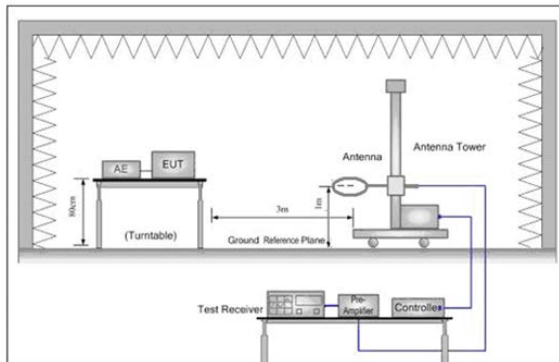 AE
EUT
80cm
(Turntable)
3m
Antenna
Antenna Tower
1m
Ground Reference Plane
Test Receiver
Pre-
Amplifier
Controller